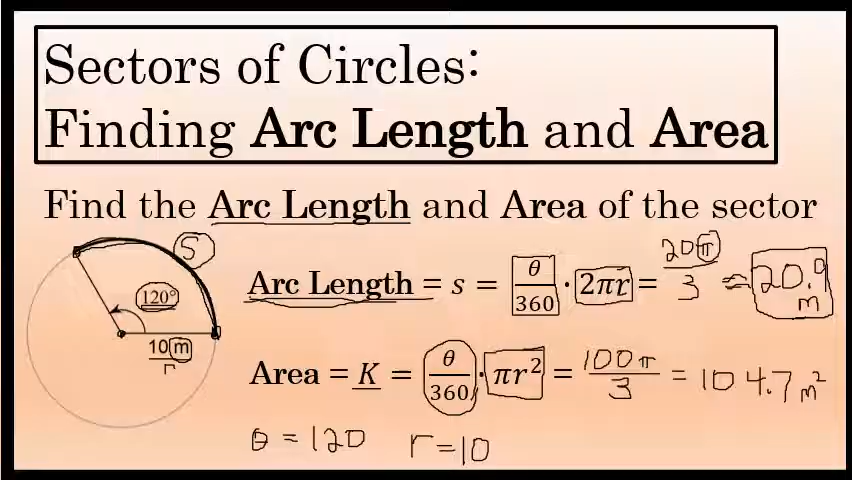 Sectors of Circles:
Finding Arc Length and Area
Find the Arc Length and Area of the sector
S
120°
10 m
r
Arc Length = s = θ/360 · 2πr = 20π/3 ≈ 20.9 m
Area = K = θ/360 · πr² = 100π/3 = 104.7 m²
θ = 120 r = 10